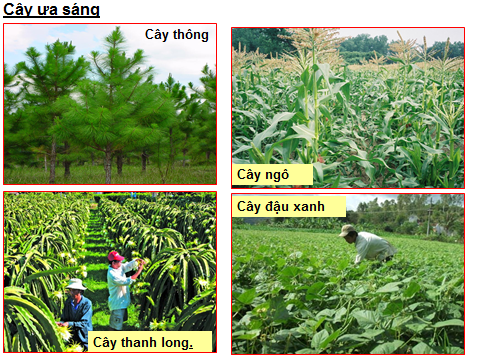 Cây ưa sáng
Cây thông
Cây ngô
Cây thanh long.
Cây đậu xanh